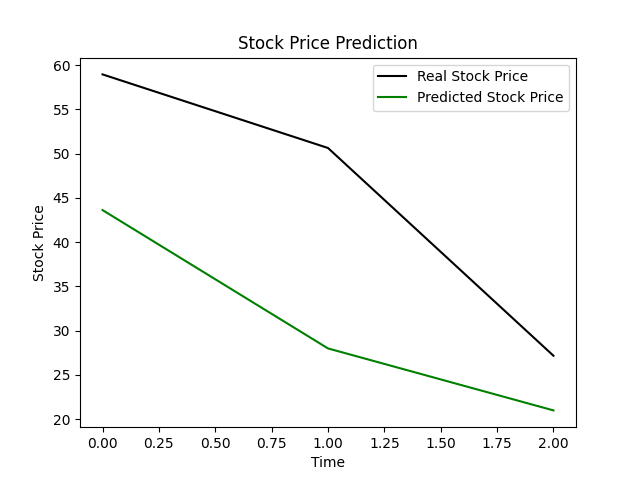 Stock Price Prediction
Real Stock Price
Predicted Stock Price
Stock Price
60
55
50
45
40
35
30
25
20
0.00 0.25 0.50 0.75 1.00 1.25 1.50 1.75 2.00
Time